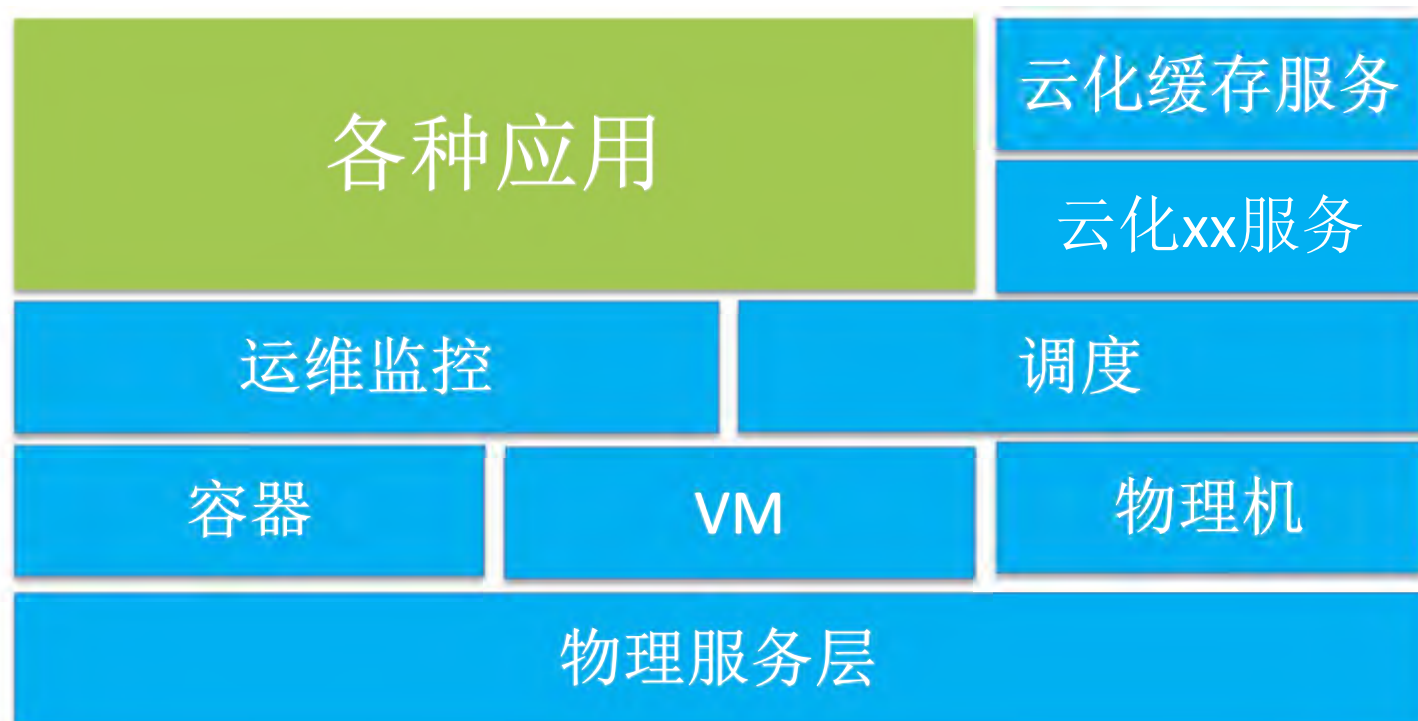 各种应用
云化缓存服务
云化xx服务
运维监控
调度
容器
VM
物理机
物理服务层